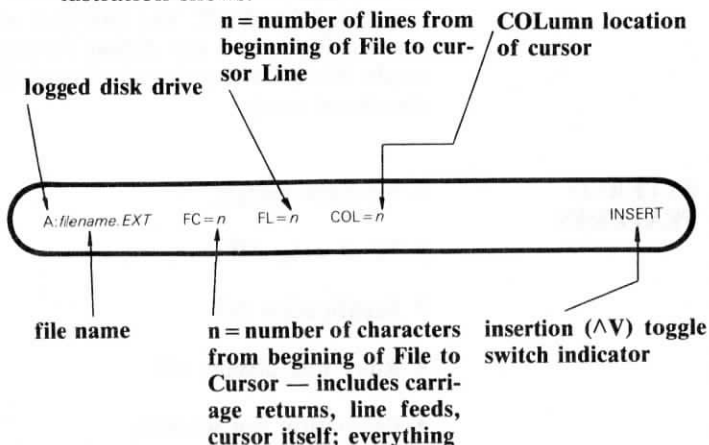 n = number of lines from
beginning of File to cur-
sor Line
COLumn location
of cursor
logged disk drive
A:filename.EXT FC=n FL=n COL=n INSERT
file name
n = number of characters
from begining of File to
Cursor — includes carri-
age returns, line feeds,
cursor itself; everything
insertion (∧V) toggle
switch indicator